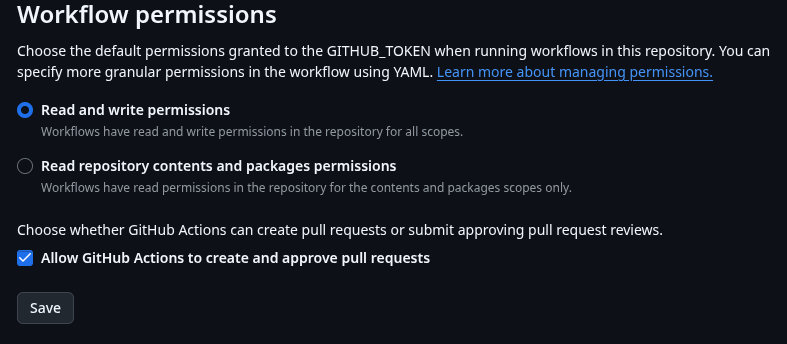 Workflow permissions
Choose the default permissions granted to the GITHUB_TOKEN when running workflows in this repository. You can
specify more granular permissions in the workflow using YAML. Learn more about managing permissions.
Read and write permissions
Workflows have read and write permissions in the repository for all scopes.
Read repository contents and packages permissions
Workflows have read permissions in the repository for the contents and packages scopes only.
Choose whether GitHub Actions can create pull requests or submit approving pull request reviews.
Allow GitHub Actions to create and approve pull requests
Save